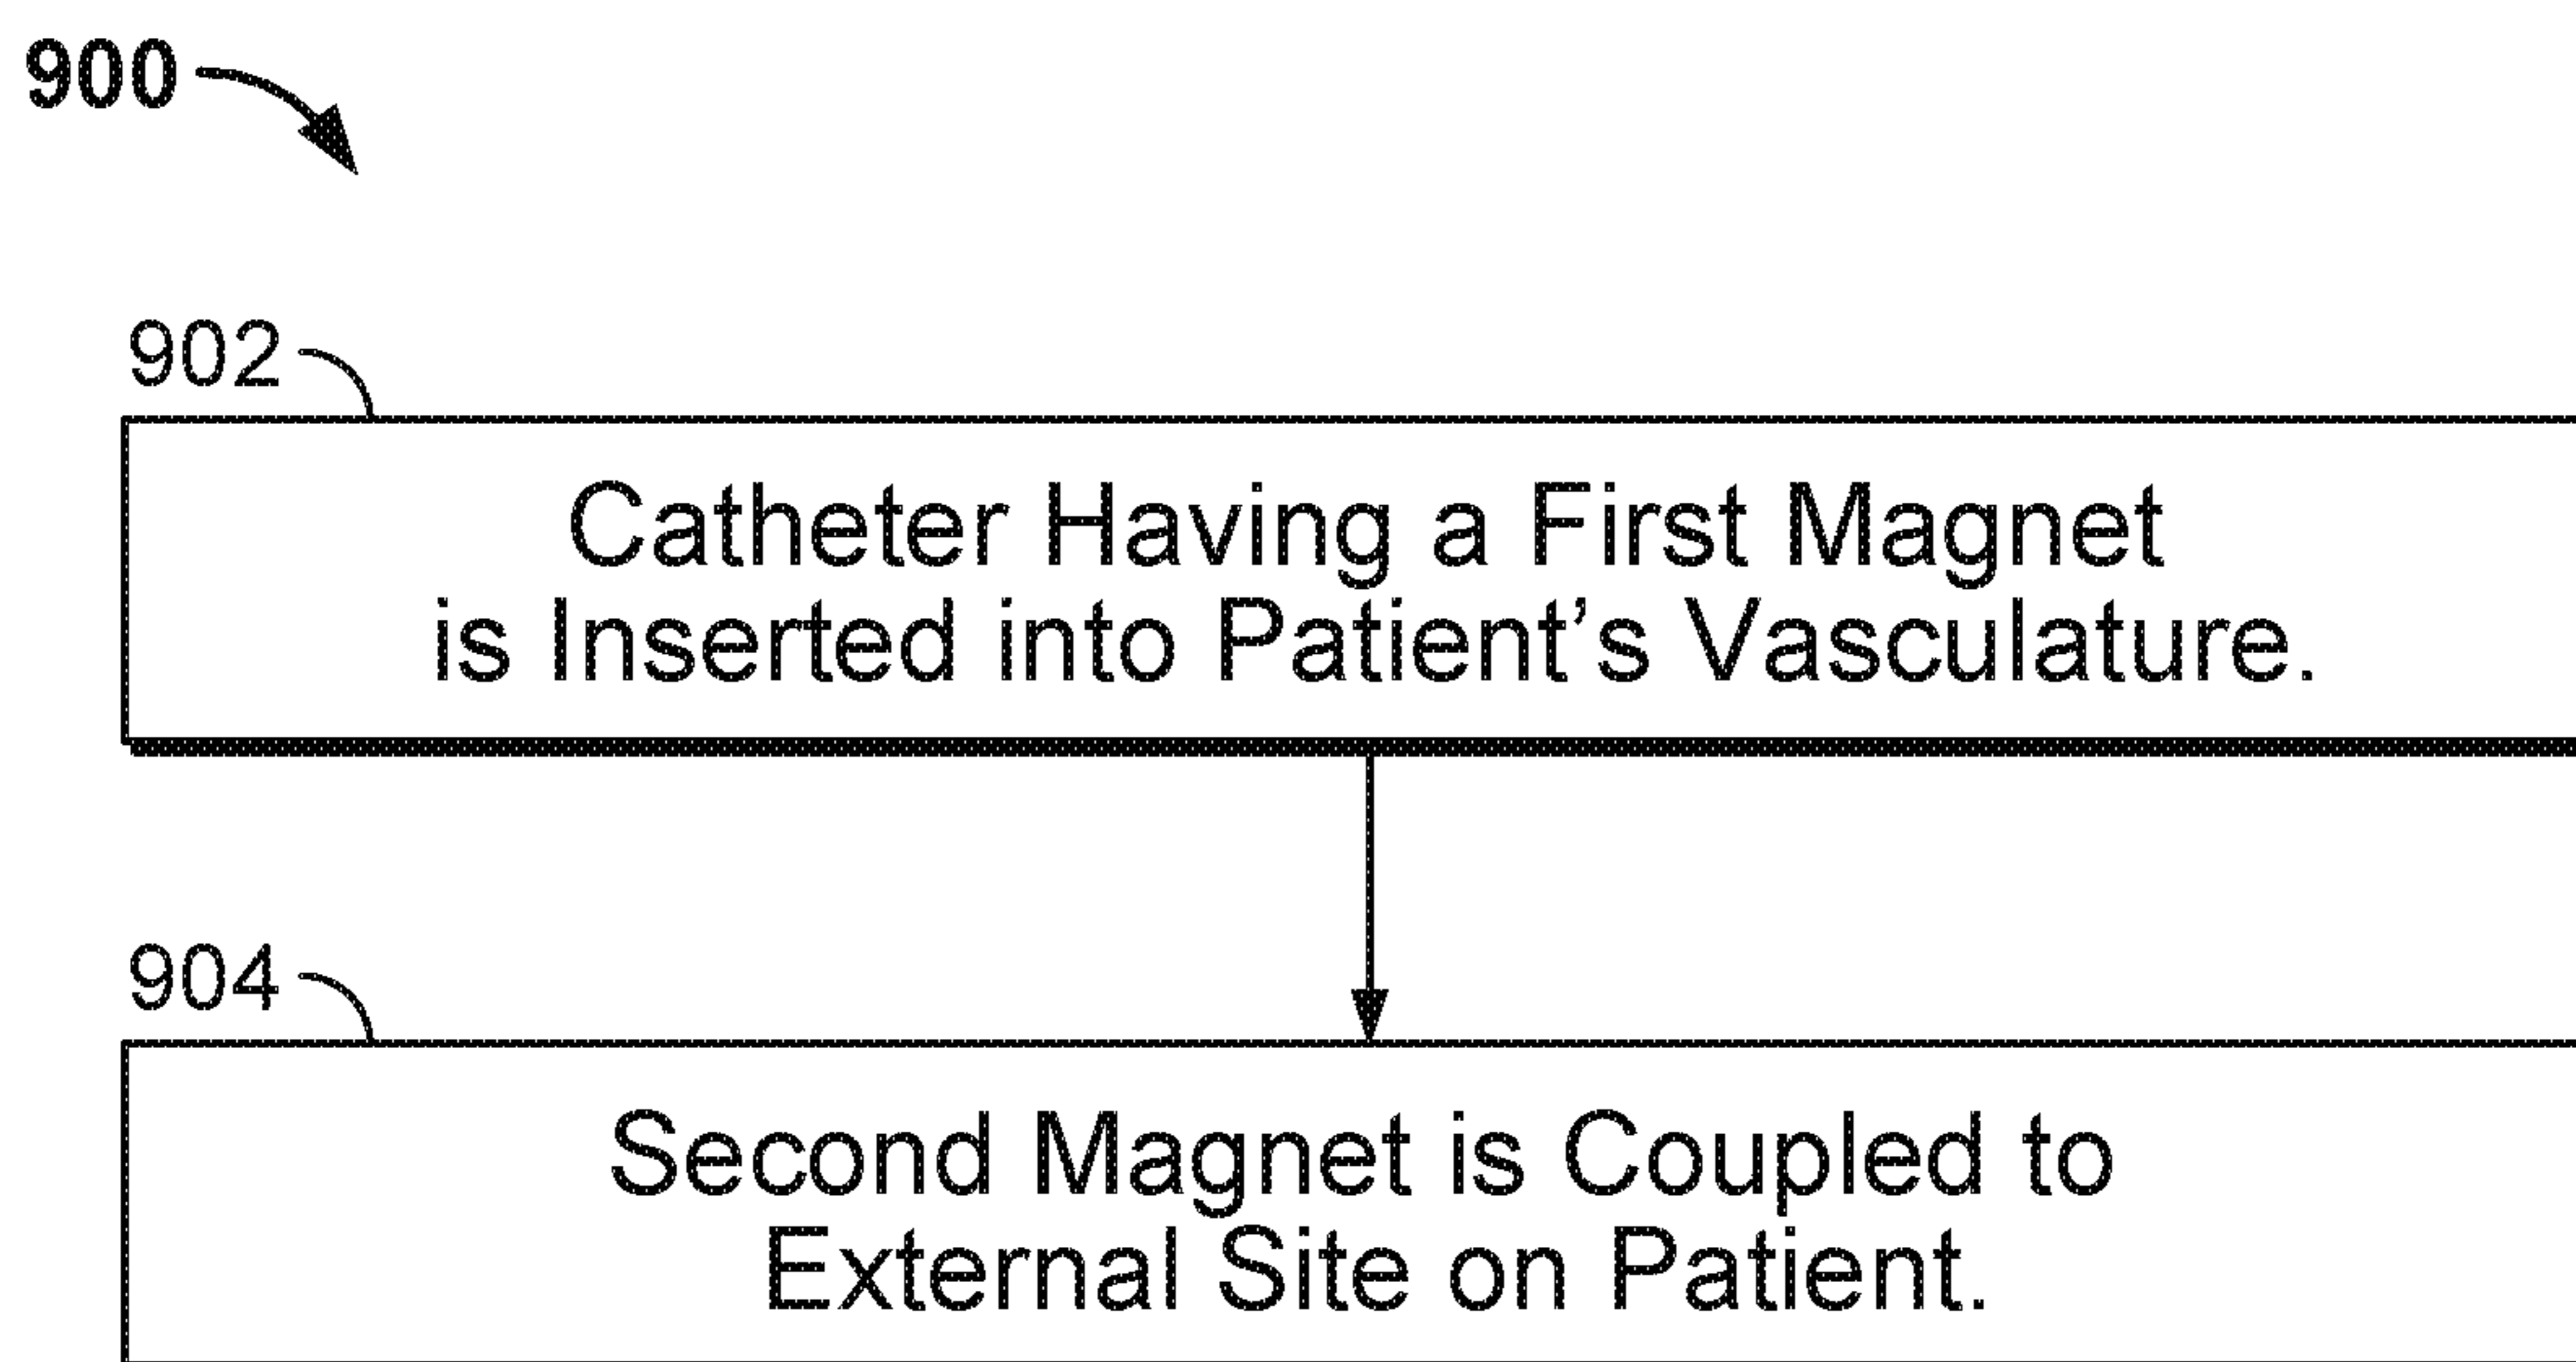 900
902
Catheter Having a First Magnet
is Inserted into Patient’s Vasculature.
904
Second Magnet is Coupled to
External Site on Patient.